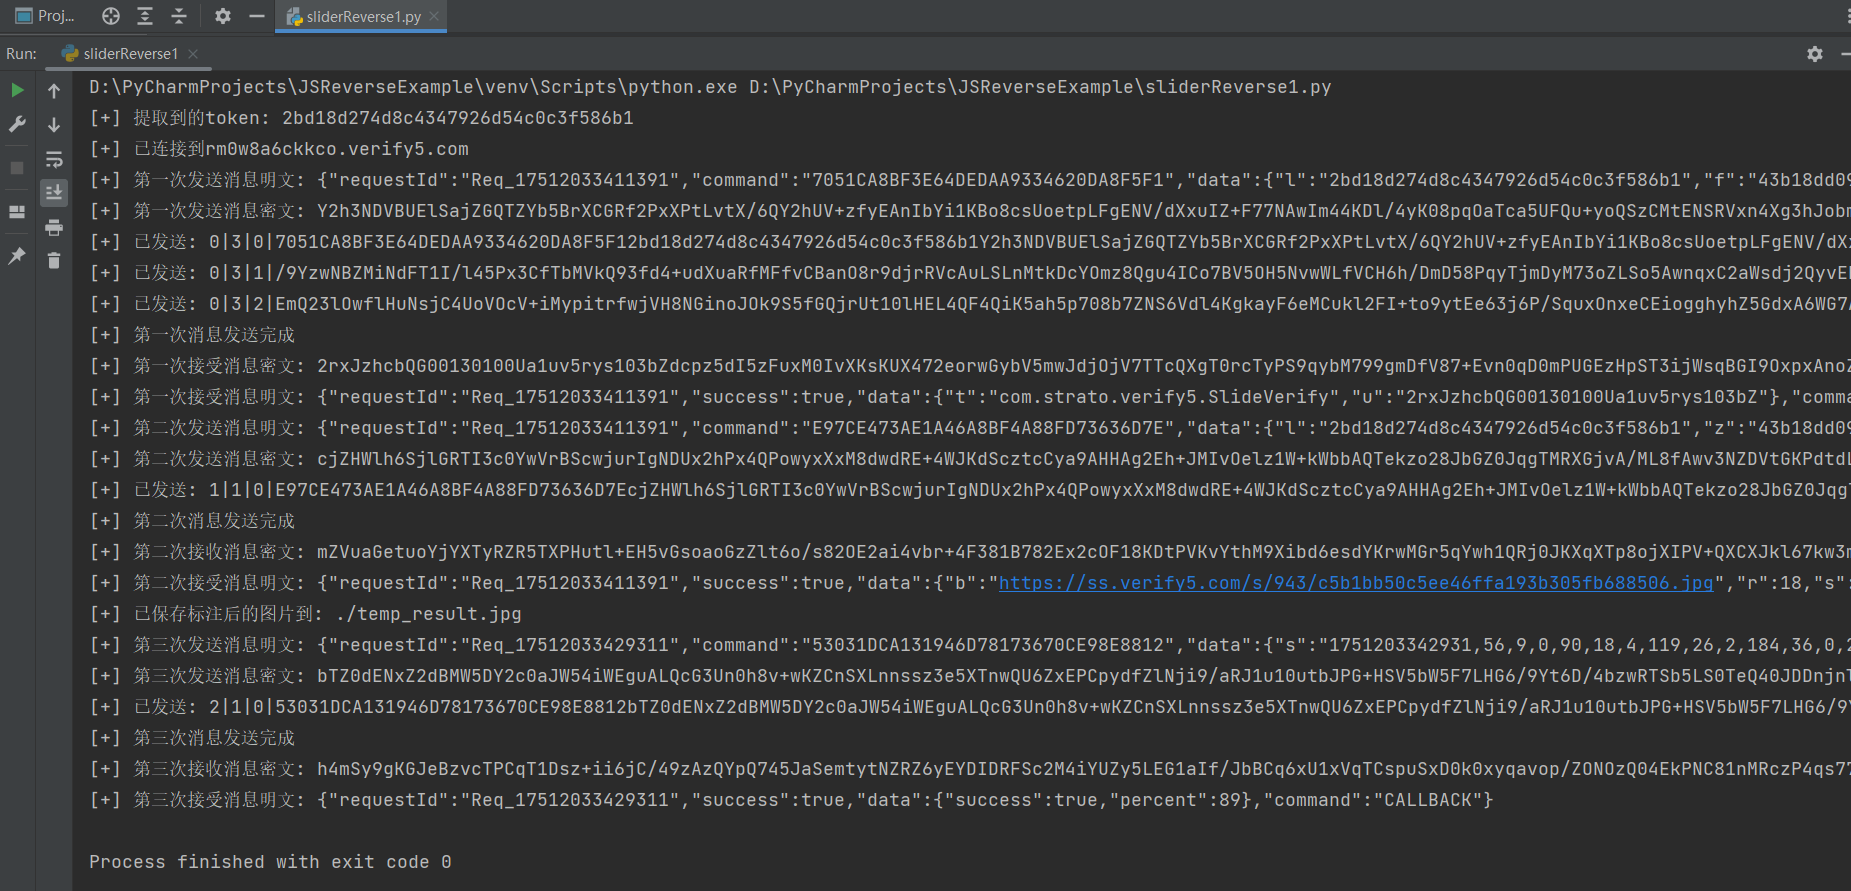 Proj...
sliderReverse1.py
Run:
sliderReverse1
D:\PyCharmProjects\JSReverseExample\venv\Scripts\python.exe D:\PyCharmProjects\JSReverseExample\sliderReverse1.py
[+] 提取到的token: 2bd18d274d8c4347926d54c0c3f586b1
[+] 已连接到rm0w8a6ckkco.verify5.com
[+] 第一次发送消息明文: {"requestId":"Req_17512033411391","command":"7051CA8BF3E64DEDAA9334620DA8F5F1","data":{"l":"2bd18d274d8c4347926d54c0c3f586b1","f":"43b18dd09
[+] 第一次发送消息密文: Y2h3NDVBUElSajZGQTZYb5BrXCGRf2PxXPtLvtX/6QY2hUV+zfyEAnIbYi1KBo8csUoetpLFgENV/dXxuIZ+F77NAwIm44KDl/4yK08pqOaTca5UFQu+yoQSzCMtENSRVxn4Xg3hJobm
[+] 已发送: 0|3|0|7051CA8BF3E64DEDAA9334620DA8F5F12bd18d274d8c4347926d54c0c3f586b1Y2h3NDVBUElSajZGQTZYb5BrXCGRf2PxXPtLvtX/6QY2hUV+zfyEAnIbYi1KBo8csUoetpLFgENV/dXx
[+] 已发送: 0|3|1|/9YzwNBZMiNdFT1I/l45Px3CfTbMVkQ93fd4+udXuaRfMFfvCBanO8r9djrRVcAuLSLnMtkDcYOmz8Qgu4ICo7BV5OH5NvwWLfVCH6h/DmD58PqyTjmDyM73oZLSo5AwnqxC2aWsdj2QyvE
[+] 已发送: 0|3|2|EmQ23lOwflHuNsjC4UoVOcV+iMypitrfwjVH8NGinoJOk9S5fGQjrUt10lHEL4QF4QiK5ah5p708b7ZNS6Vdl4KgkayF6eMCukl2FI+to9ytEe63j6P/SquxOnxeCEiogghyhZ5GdxA6WG7
[+] 第一次消息发送完成
[+] 第一次接受消息密文: 2rxJzhcbQG00130100Ua1uv5rys103bZdcpz5dI5zFuxM0IvXKsKUX472eorwGybV5mwJdjOjV7TTcQXgT0rcTyPS9qybM799gmDfV87+Evn0qD0mPUGEzHpST3ijWsqBGI9OxpxAnoZ
[+] 第一次接受消息明文: {"requestId":"Req_17512033411391","success":true,"data":{"t":"com.strato.verify5.SlideVerify","u":"2rxJzhcbQG00130100Ua1uv5rys103bZ"},"comma
[+] 第二次发送消息明文: {"requestId":"Req_17512033411391","command":"E97CE473AE1A46A8BF4A88FD73636D7E","data":{"l":"2bd18d274d8c4347926d54c0c3f586b1","z":"43b18dd09
[+] 第二次发送消息密文: cjZHWlh6SjlGRTI3c0YwVrBScwjurIgNDUx2hPx4QPowyxXxM8dwdRE+4WJKdScztcCya9AHHAg2Eh+JMIvOelz1W+kWbbAQTekzo28JbGZ0JqgTMRXGjvA/ML8fAwv3NZDVtGKPdtdL
[+] 已发送: 1|1|0|E97CE473AE1A46A8BF4A88FD73636D7EcjZHWlh6SjlGRTI3c0YwVrBScwjurIgNDUx2hPx4QPowyxXxM8dwdRE+4WJKdScztcCya9AHHAg2Eh+JMIvOelz1W+kWbbAQTekzo28JbGZ0Jqg
[+] 第二次消息发送完成
[+] 第二次接收消息密文: mZVuaGetuoYjYXTyRZR5TXPHutl+EH5vGsoaoGzZlt6o/s82OE2ai4vbr+4F381B782Ex2cOF18KDtPVKvYthM9Xibd6esdYKrwMGr5qYwh1QRj0JKXqXTp8ojXIPV+QXCXJkl67kw3m
[+] 第二次接受消息明文: {"requestId":"Req_17512033411391","success":true,"data":{"b":"https://ss.verify5.com/s/943/c5b1bb50c5ee46ffa193b305fb688506.jpg","r":18,"s":
[+] 已保存标注后的图片到: ./temp_result.jpg
[+] 第三次发送消息明文: {"requestId":"Req_17512033429311","command":"53031DCA131946D78173670CE98E8812","data":{"s":"1751203342931,56,9,0,90,18,4,119,26,2,184,36,0,2
[+] 第三次发送消息密文: bTZ0dENxZ2dBMW5DY2c0aJW54iWEguALQcG3Un0h8v+wKZCnSXLnnssz3e5XTnwQU6ZxEPCpydfZlNji9/aRJ1u10utbJPG+HSV5bW5F7LHG6/9Yt6D/4bzwRTSb5LS0TeQ40JDDnjnT
[+] 已发送: 2|1|0|53031DCA131946D78173670CE98E8812bTZ0dENxZ2dBMW5DY2c0aJW54iWEguALQcG3Un0h8v+wKZCnSXLnnssz3e5XTnwQU6ZxEPCpydfZlNji9/aRJ1u10utbJPG+HSV5bW5F7LHG6/9Y
[+] 第三次消息发送完成
[+] 第三次接收消息密文: h4mSy9gKGJeBzvcTPCqT1Dsz+ii6jC/49zAzQYpQ745JaSemtytNZRZ6yEYDIDRFSc2M4iYUZy5LEG1aIf/JbBCq6xU1xVqTCspuSxD0k0xyqavop/ZONOzQ04EkPNC81nMRczP4qs77
[+] 第三次接受消息明文: {"requestId":"Req_17512033429311","success":true,"data":{"success":true,"percent":89},"command":"CALLBACK"}
Process finished with exit code 0